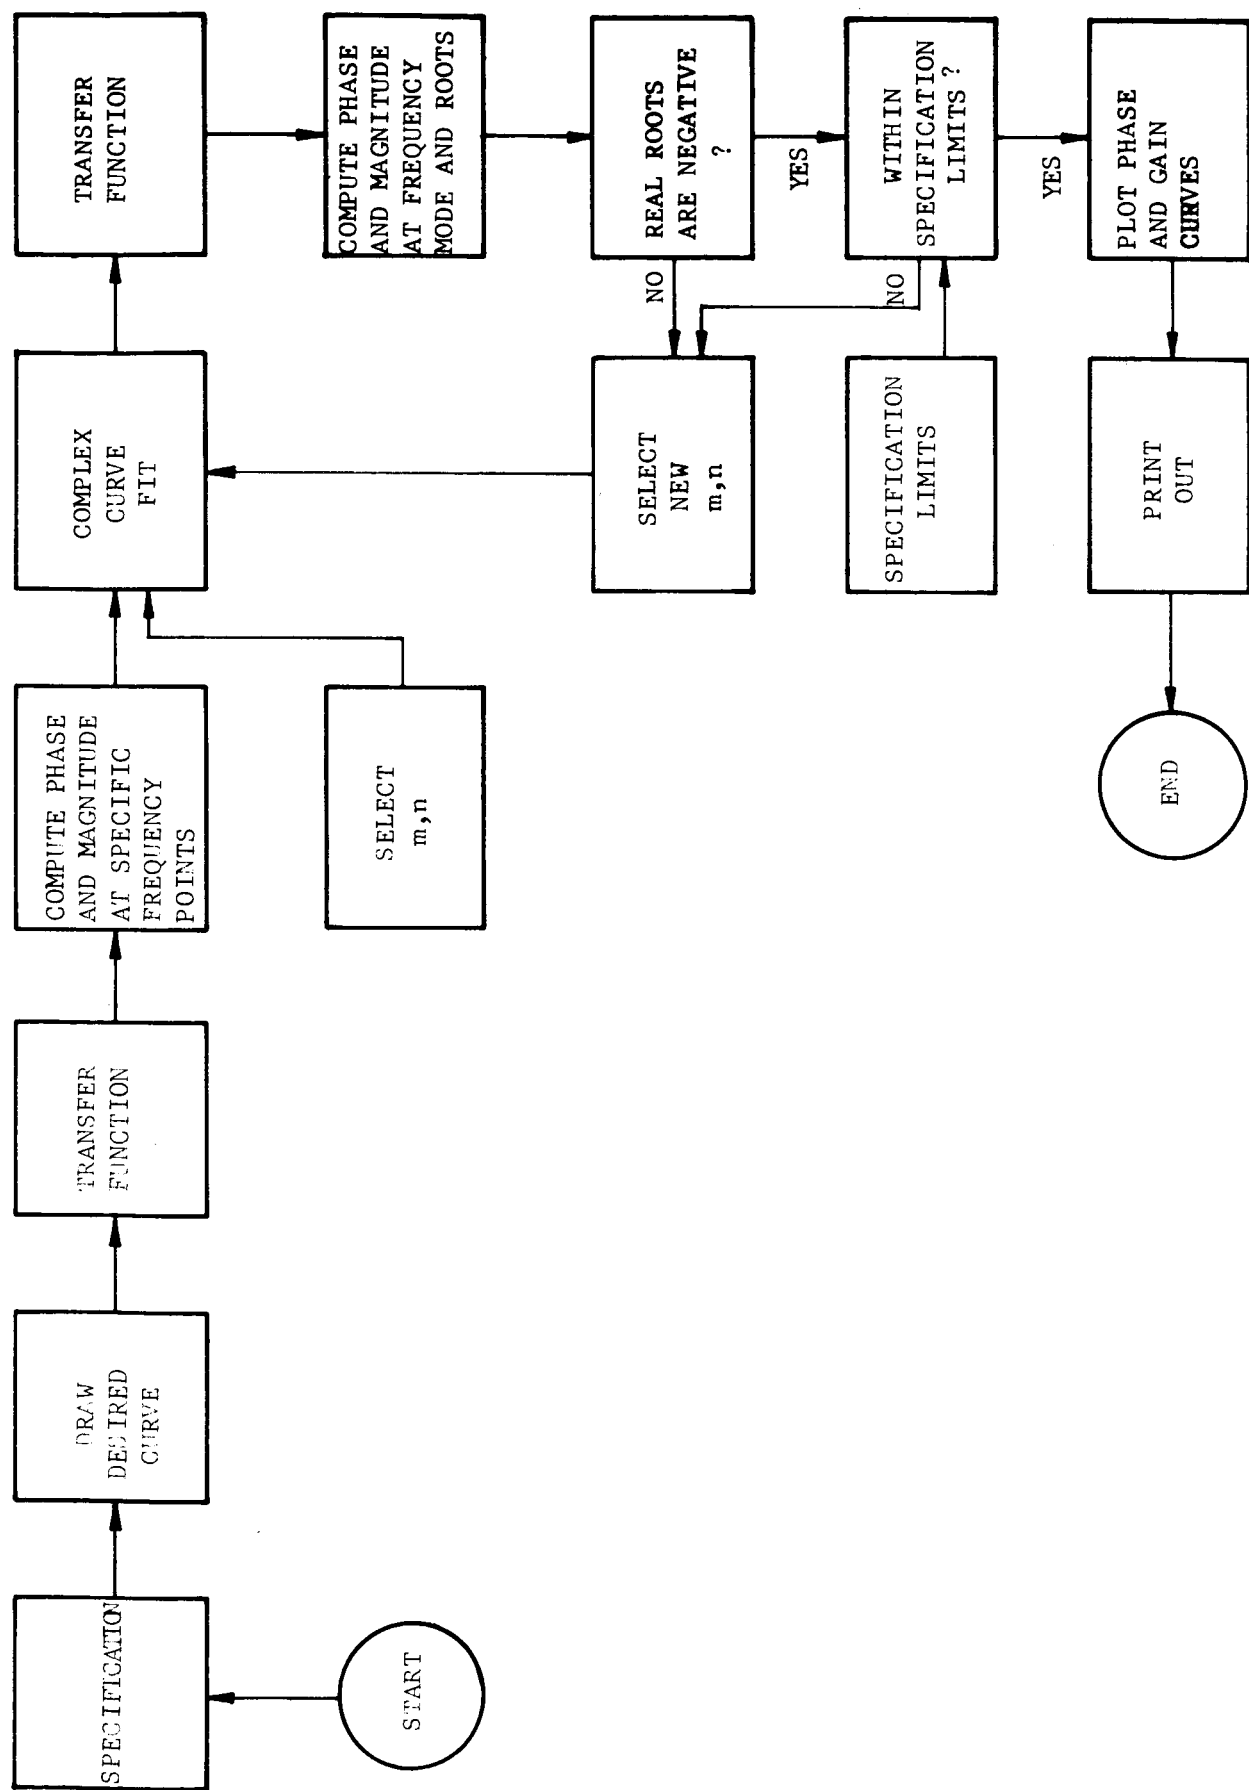 START
SPECIFICATION
DRAW
DESIRED
CURVE
TRANSFER
FUNCTION
COMPUTE PHASE
AND MAGNITUDE
AT SPECIFIC
FREQUENCY
POINTS
SELECT
m,n
COMPLEX
CURVE
FIT
TRANSFER
FUNCTION
COMPUTE PHASE
AND MAGNITUDE
AT FREQUENCY
MODE AND ROOTS
REAL ROOTS
ARE NEGATIVE
?
NO
YES
SELECT
NEW
m,n
WITHIN
SPECIFICATION
LIMITS?
NO
YES
SPECIFICATION
LIMITS
PLOT PHASE
AND GAIN
CURVES
PRINT
OUT
END